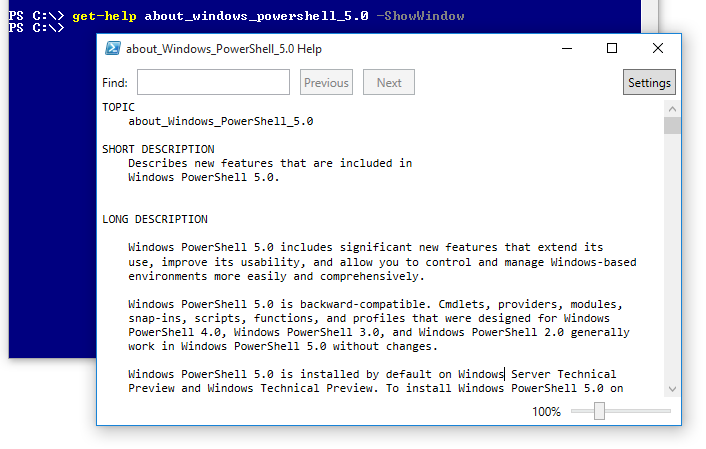 PS C:\> get-help about_windows_powershell_5.0 -ShowWindow
PS C:\>
about_Windows_PowerShell_5.0 Help
Find:
Previous
Next
Settings
TOPIC
about_Windows_PowerShell_5.0
SHORT DESCRIPTION
Describes new features that are included in
Windows PowerShell 5.0.
LONG DESCRIPTION
Windows PowerShell 5.0 includes significant new features that extend its
use, improve its usability, and allow you to control and manage Windows-based
environments more easily and comprehensively.
Windows PowerShell 5.0 is backward-compatible. Cmdlets, providers, modules,
snap-ins, scripts, functions, and profiles that were designed for Windows
PowerShell 4.0, Windows PowerShell 3.0, and Windows PowerShell 2.0 generally
work in Windows PowerShell 5.0 without changes.
Windows PowerShell 5.0 is installed by default on Windows Server Technical
Preview and Windows Technical Preview. To install Windows PowerShell 5.0 on
100%